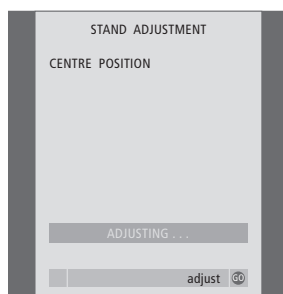 STAND ADJUSTMENT
CENTRE POSITION
ADJUSTING . . .
adjust GO